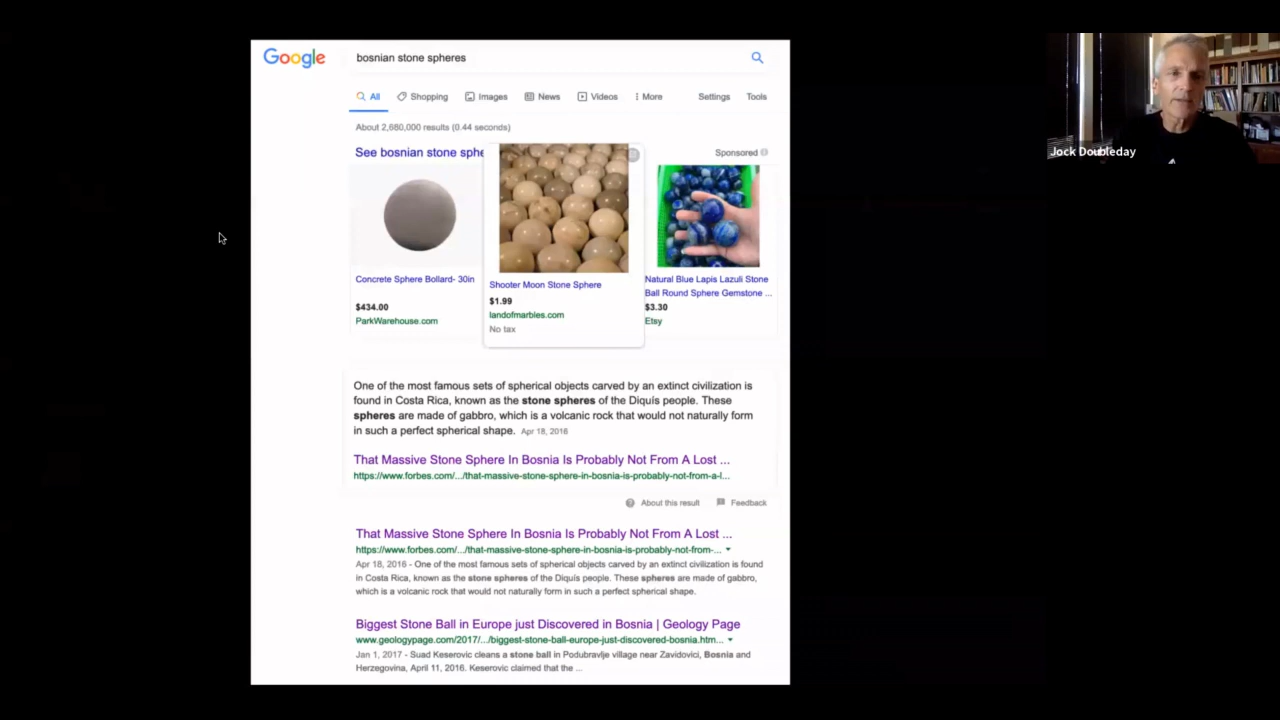 Google
bosnian stone spheres
All
Shopping
Images
News
Videos
More
Settings
Tools
About 2,680,000 results (0.44 seconds)
See bosnian stone sphe
Sponsored
Concrete Sphere Bollard- 30in
$434.00
ParkWarehouse.com
Shooter Moon Stone Sphere
$1.99
landofmarbles.com
No tax
Natural Blue Lapis Lazuli Stone
Ball Round Sphere Gemstone ...
$3.30
Etsy
One of the most famous sets of spherical objects carved by an extinct civilization is
found in Costa Rica, known as the stone spheres of the Diquís people. These
spheres are made of gabbro, which is a volcanic rock that would not naturally form
in such a perfect spherical shape. Apr 18, 2016
That Massive Stone Sphere In Bosnia Is Probably Not From A Lost ...
https://www.forbes.com/.../that-massive-stone-sphere-in-bosnia-is-probably-not-from-a-l...
About this result
Feedback
That Massive Stone Sphere In Bosnia Is Probably Not From A Lost ...
https://www.forbes.com/.../that-massive-stone-sphere-in-bosnia-is-probably-not-from-...
Apr 18, 2016 - One of the most famous sets of spherical objects carved by an extinct civilization is found
in Costa Rica, known as the stone spheres of the Diquís people. These spheres are made of gabbro,
which is a volcanic rock that would not naturally form in such a perfect spherical shape.
Biggest Stone Ball in Europe just Discovered in Bosnia | Geology Page
www.geologypage.com/2017/.../biggest-stone-ball-europe-just-discovered-bosnia.htm...
Jan 1, 2017 - Suad Keserovic cleans a stone ball in Podubravlje village near Zavidovici, Bosnia and
Herzegovina, April 11, 2016. Keserovic claimed that the ...
Jock Doubleday